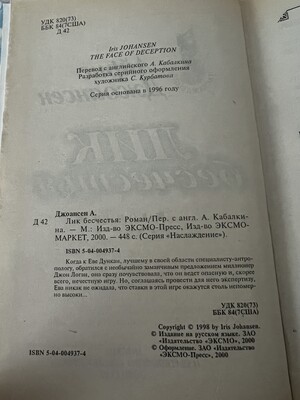 УДК 820(73)
ББК 84(7США)
Д 42
Iris JOHANSEN
THE FACE OF DECEPTION
Перевод с английского А. Кабалкина
Разработка серийного оформления
художника С. Курбатова
Серия основана в 1996 году
Джоансен А.
Д 42 Лик бесчестья: Роман/Пер. с англ. А. Кабалки-
на. — М.: Изд-во ЭКСМО-Пресс, Изд-во ЭКСМО-
МАРКЕТ, 2000. — 448 с. (Серия «Наслаждение»).
Когда к Еве Дункан, лучшему в своей области специалисту-антро-
пологу, обратился с необычайно заманчивым предложением миллионер
Джон Логан, она сразу почувствовала, что он ведет опасную и, скорее
всего, нечестную игру. Но, согласившись провести для него экспертизу,
Ева никак не ожидала, что ставки в этой игре окажутся столь непомер-
но высоки...
УДК 820(73)
ББК 84(7США)
Copyright © 1998 by Iris Johansen.
© Издание на русском языке. ЗАО
«Издательство «ЭКСМО», 2000
© Оформление. ЗАО «Издательство
«ЭКСМО-Пресс», 2000
ISBN 5-04-004937-4